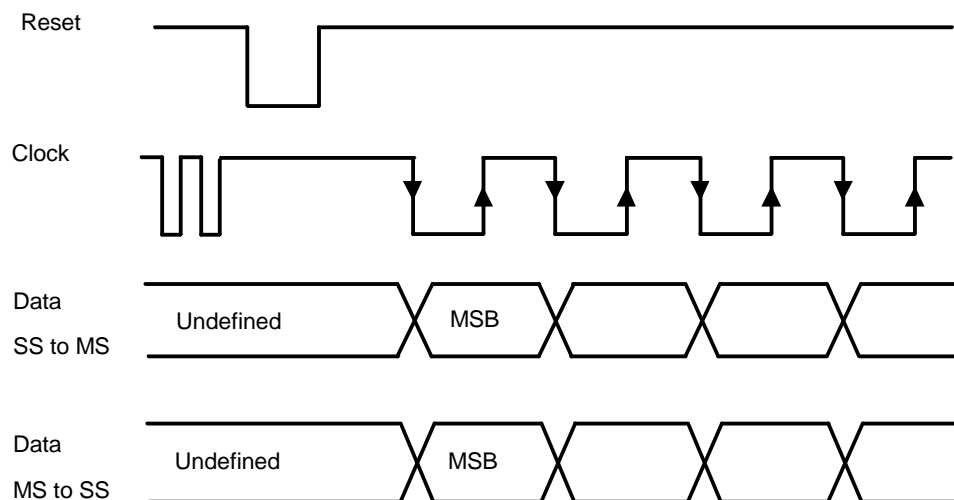 Reset
Clock
Data
SS to MS
Undefined
MSB
Data
MS to SS
Undefined
MSB